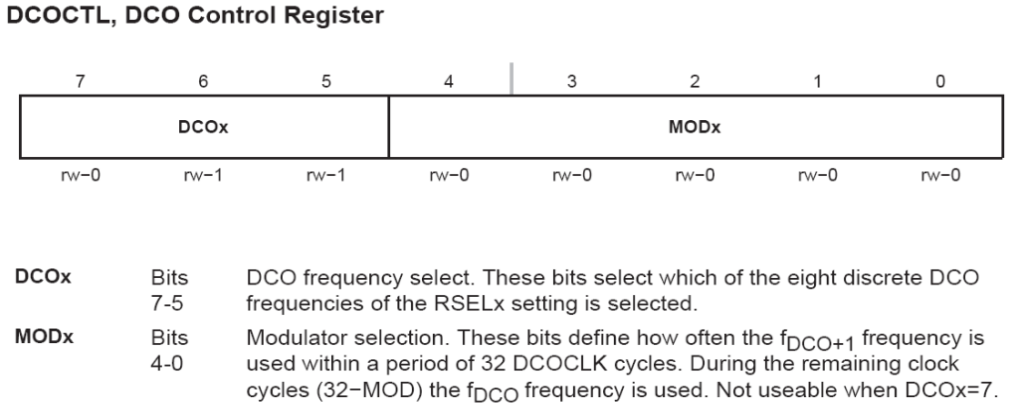 DCOCTL, DCO Control Register
7 6 5 4 3 2 1 0
DCOx MODx
rw−0 rw−1 rw−1 rw−0 rw−0 rw−0 rw−0 rw−0
DCOx Bits DCO frequency select. These bits select which of the eight discrete DCO
7-5 frequencies of the RSELx setting is selected.
MODx Bits Modulator selection. These bits define how often the fDCO+1 frequency is
4-0 used within a period of 32 DCOCLK cycles. During the remaining clock
cycles (32−MOD) the fDCO frequency is used. Not useable when DCOx=7.